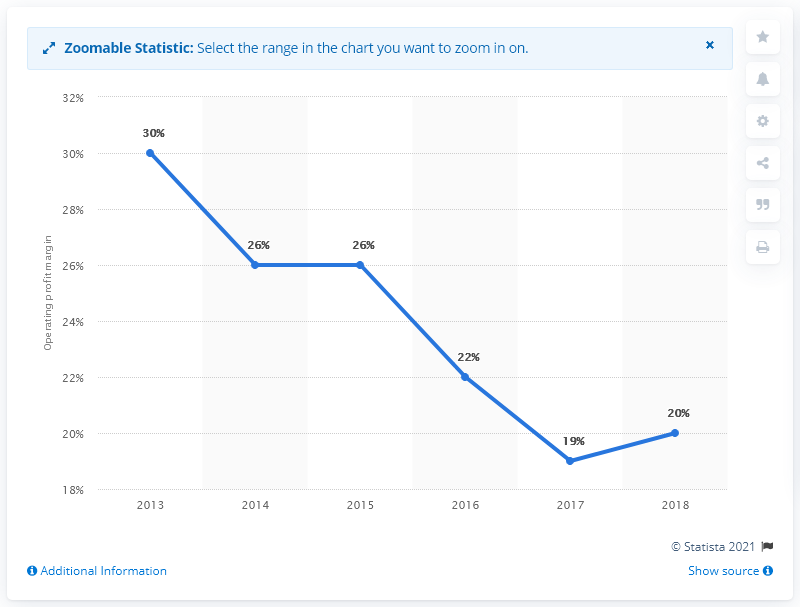 Zoomable Statistic: Select the range in the chart you want to zoom in on.
32%
30%
28%
26%
24%
22%
20%
18%
Operating profit margin
30%
26%
26%
22%
19%
20%
2013 2014 2015 2016 2017 2018
© Statista 2021
Additional Information
Show source